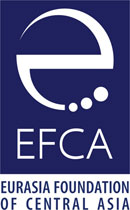 EFCA
EURASIA FOUNDATION
OF CENTRAL ASIA